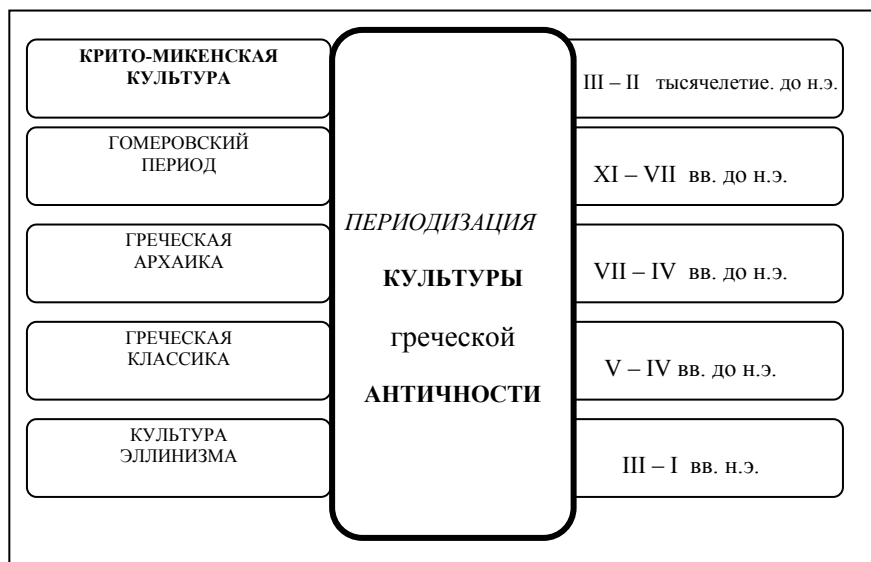 КРИТО-МИКЕНСКАЯ
КУЛЬТУРА
III – II тысячелетие. до н.э.
ГОМЕРОВСКИЙ
ПЕРИОД
XI – VII вв. до н.э.
ПЕРИОДИЗАЦИЯ
КУЛЬТУРЫ
греческой
АНТИЧНОСТИ
ГРЕЧЕСКАЯ
АРХАИКА
VII – IV вв. до н.э.
ГРЕЧЕСКАЯ
КЛАССИКА
V – IV вв. до н.э.
КУЛЬТУРА
ЭЛЛИНИЗМА
III – I вв. н.э.